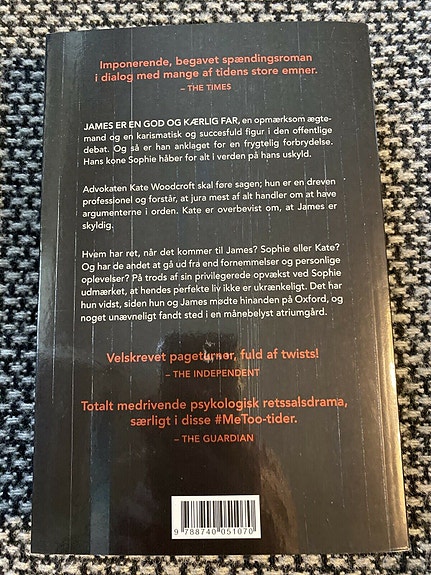 Imponerende, begavet spændingsroman
i dialog med mange af tidens store emner.
– THE TIMES
JAMES ER EN GOD OG KÆRLIG FAR, en opmærksom ægte-
mand og en karismatisk og succesfuld figur i den offentlige
debat. Og så er han anklaget for en frygtelig forbrydelse.
Hans kone Sophie håber for alt i verden på hans uskyld.
Advokaten Kate Woodcroft skal føre sagen; hun er en dreven
professionel og forstår, at jura mest af alt handler om at have
argumenterne i orden. Kate er overbevist om, at James er
skyldig.
Hvem har ret, når det kommer til James? Sophie eller Kate?
Og har de andet at gå ud fra end fornemmelser og personlige
oplevelser? På trods af sin privilegerede opvækst ved Sophie
udmærket, at hendes perfekte liv ikke er ukrænkeligt. Det har
hun vidst, siden hun og James mødte hinanden på Oxford, og
noget unævneligt fandt sted i en månebelyst atriumgård.
Velskrevet pageturner, fuld af twists!
– THE INDEPENDENT
Totalt medrivende psykologisk retssalsdrama,
særligt i disse #MeToo-tider.
– THE GUARDIAN
9 788740 051070